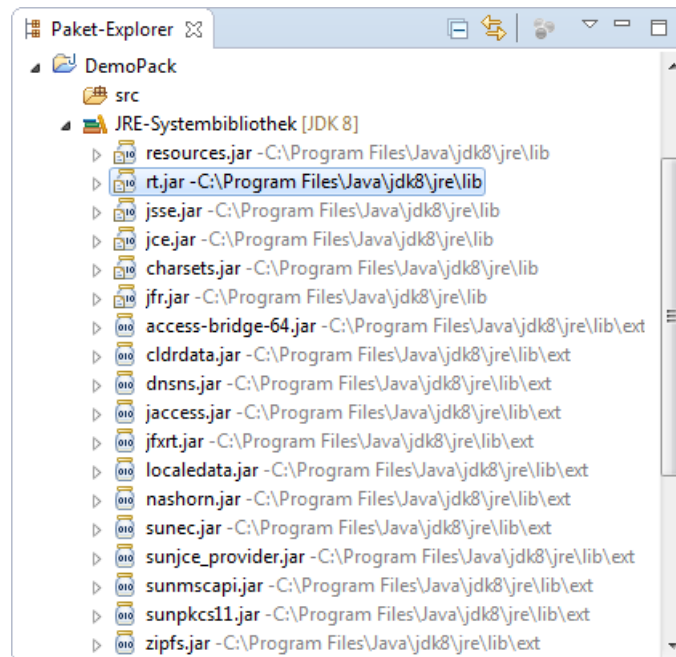 Paket-Explorer
DemoPack
src
JRE-Systembibliothek [JDK 8]
resources.jar - C:\Program Files\Java\jdk8\jre\lib
rt.jar - C:\Program Files\Java\jdk8\jre\lib
jsse.jar - C:\Program Files\Java\jdk8\jre\lib
jce.jar - C:\Program Files\Java\jdk8\jre\lib
charsets.jar - C:\Program Files\Java\jdk8\jre\lib
jfr.jar - C:\Program Files\Java\jdk8\jre\lib
access-bridge-64.jar - C:\Program Files\Java\jdk8\jre\lib\ext
cldrdata.jar - C:\Program Files\Java\jdk8\jre\lib\ext
dnsns.jar - C:\Program Files\Java\jdk8\jre\lib\ext
jaccess.jar - C:\Program Files\Java\jdk8\jre\lib\ext
jfxrt.jar - C:\Program Files\Java\jdk8\jre\lib\ext
localedata.jar - C:\Program Files\Java\jdk8\jre\lib\ext
nashorn.jar - C:\Program Files\Java\jdk8\jre\lib\ext
sunec.jar - C:\Program Files\Java\jdk8\jre\lib\ext
sunjce_provider.jar - C:\Program Files\Java\jdk8\jre\lib\ext
sunmscapi.jar - C:\Program Files\Java\jdk8\jre\lib\ext
sunpkcs11.jar - C:\Program Files\Java\jdk8\jre\lib\ext
zipfs.jar - C:\Program Files\Java\jdk8\jre\lib\ext